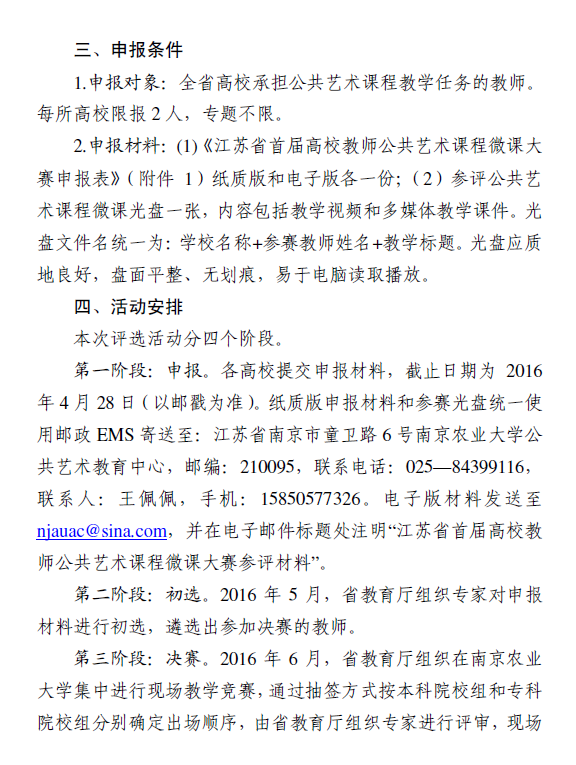 三、申报条件
1.申报对象：全省高校承担公共艺术课程教学任务的教师。
每所高校限报 2 人，专题不限。
2.申报材料：(1)《江苏省首届高校教师公共艺术课程微课大
赛申报表》（附件 1）纸质版和电子版各一份；（2）参评公共艺
术课程微课光盘一张，内容包括教学视频和多媒体教学课件。光
盘文件名统一为：学校名称+参赛教师姓名+教学标题。光盘应质
地良好，盘面平整、无划痕，易于电脑读取播放。
四、活动安排
本次评选活动分四个阶段。
第一阶段：申报。各高校提交申报材料，截止日期为 2016
年 4 月 28 日（以邮戳为准）。纸质版申报材料和参赛光盘统一使
用邮政 EMS 寄送至：江苏省南京市童卫路 6 号南京农业大学公
共艺术教育中心，邮编：210095，联系电话：025—84399116，
联系人：王佩佩，手机：15850577326。电子版材料发送至
njauac@sina.com，并在电子邮件标题处注明“江苏省首届高校教
师公共艺术课程微课大赛参评材料”。
第二阶段：初选。2016 年 5 月，省教育厅组织专家对申报
材料进行初选，遴选出参加决赛的教师。
第三阶段：决赛。2016 年 6 月，省教育厅组织在南京农业
大学集中进行现场教学竞赛，通过抽签方式按本科院校组和专科
院校组分别确定出场顺序，由省教育厅组织专家进行评审，现场